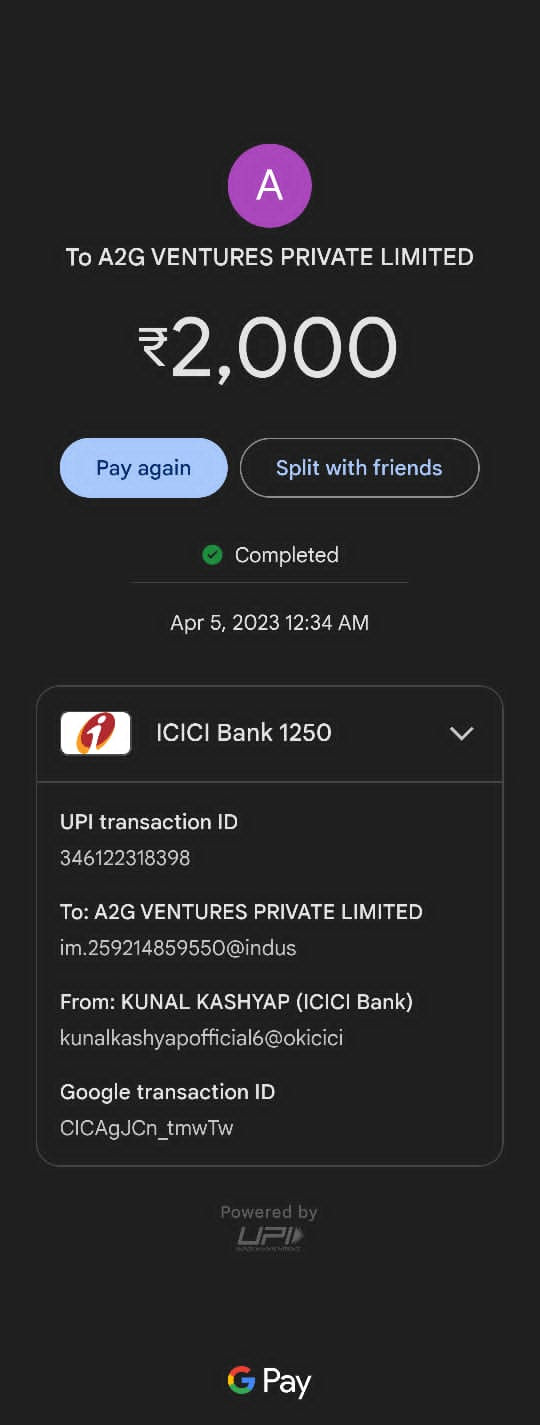 A
To A2G VENTURES PRIVATE LIMITED
₹2,000
Pay again
Split with friends
Completed
Apr 5, 2023 12:34 AM
ICICI Bank 1250
UPI transaction ID
346122318398
To: A2G VENTURES PRIVATE LIMITED
im.259214859550@indus
From: KUNAL KASHYAP (ICICI Bank)
kunalkashyapofficial6@okicici
Google transaction ID
CICAgJCn_tmwTw
Powered by
UPI
G Pay